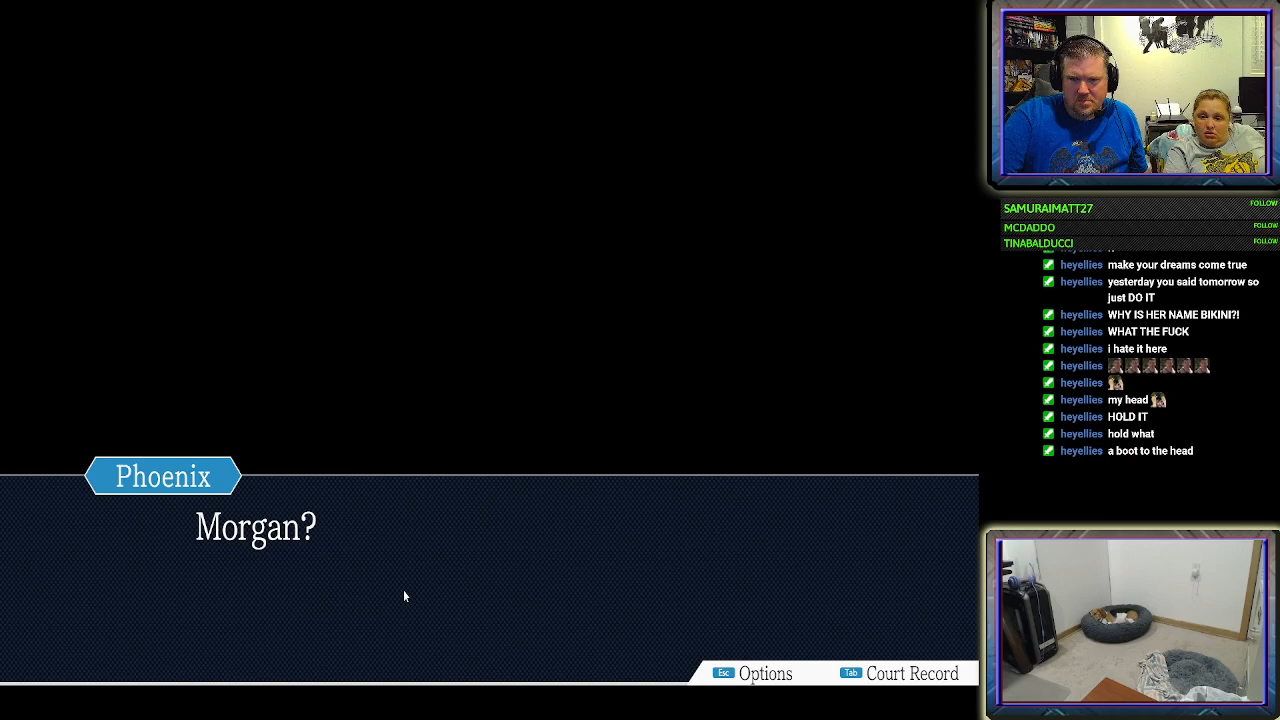 Phoenix
Morgan?
Esc Options
Tab Court Record
SAMURAIMATT27 FOLLOW
MCDADDO FOLLOW
TINABALDUCCI FOLLOW
heyellies make your dreams come true
heyellies yesterday you said tomorrow so
just DO IT
heyellies WHY IS HER NAME BIKINI?!
heyellies WHAT THE FUCK
heyellies i hate it here
heyellies
heyellies
heyellies my head
heyellies HOLD IT
heyellies hold what
heyellies a boot to the head